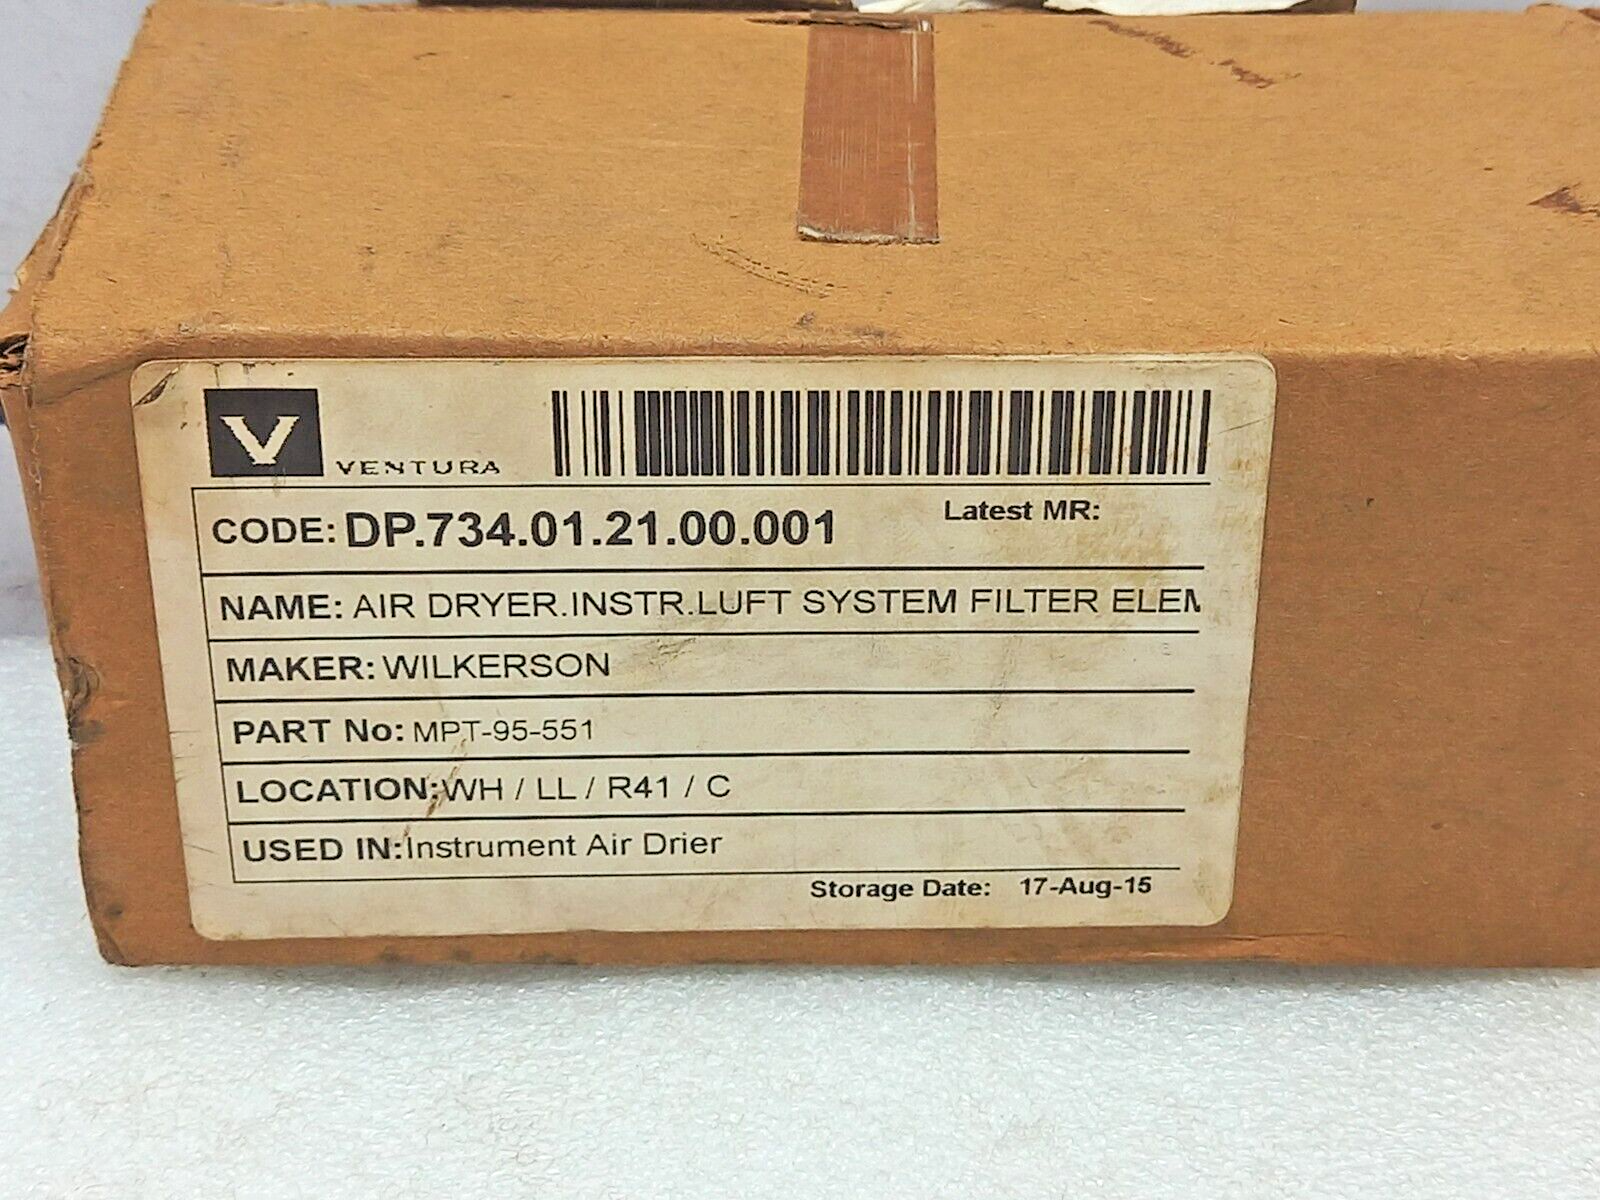 V VENTURA
CODE: DP.734.01.21.00.001 Latest MR:
NAME: AIR DRYER.INSTR.LUFT SYSTEM FILTER ELEM
MAKER: WILKERSON
PART No: MPT-95-551
LOCATION: WH / LL / R41 / C
USED IN: Instrument Air Drier
Storage Date: 17-Aug-15